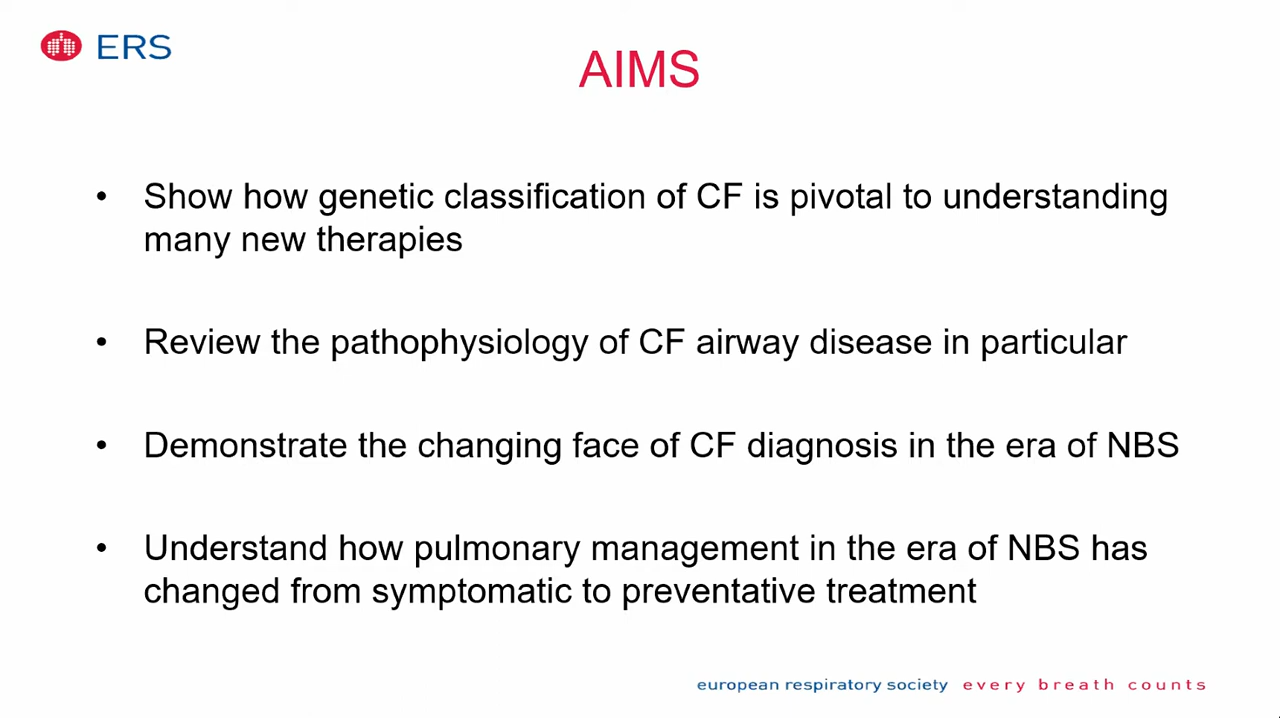 ERS
AIMS
• Show how genetic classification of CF is pivotal to understanding
many new therapies
• Review the pathophysiology of CF airway disease in particular
• Demonstrate the changing face of CF diagnosis in the era of NBS
• Understand how pulmonary management in the era of NBS has
changed from symptomatic to preventative treatment
european respiratory society every breath counts